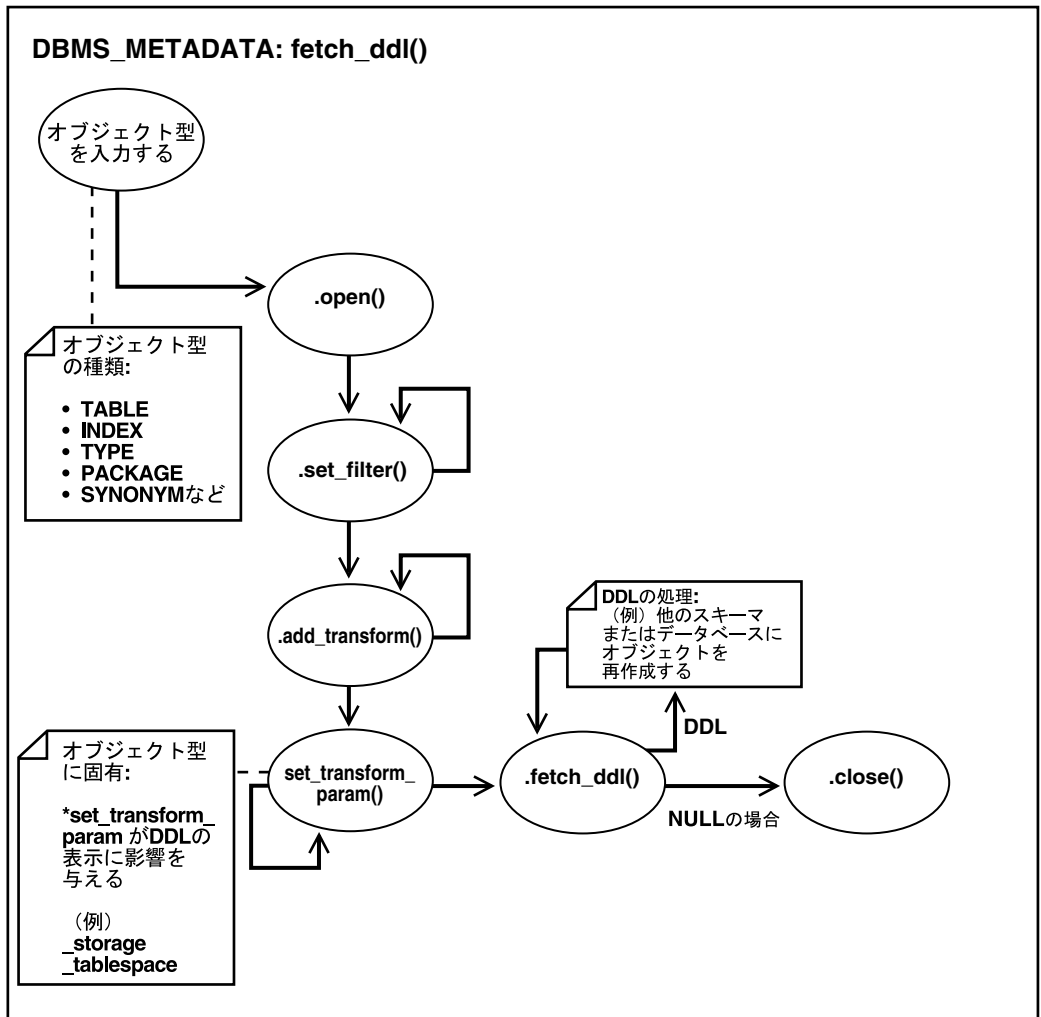 DBMS_METADATA: fetch_ddl()
オブジェクト型
を入力する
.open()
オブジェクト型
の種類:
• TABLE
• INDEX
• TYPE
• PACKAGE
• SYNONYMなど
.set_filter()
.add_transform()
DDLの処理:
（例）他のスキーマ
またはデータベースに
オブジェクトを
再作成する
DDL
オブジェクト型
に固有:
*set_transform_
param がDDLの
表示に影響を
与える
（例）
_storage
_tablespace
set_transform_
param()
.fetch_ddl()
NULLの場合
.close()